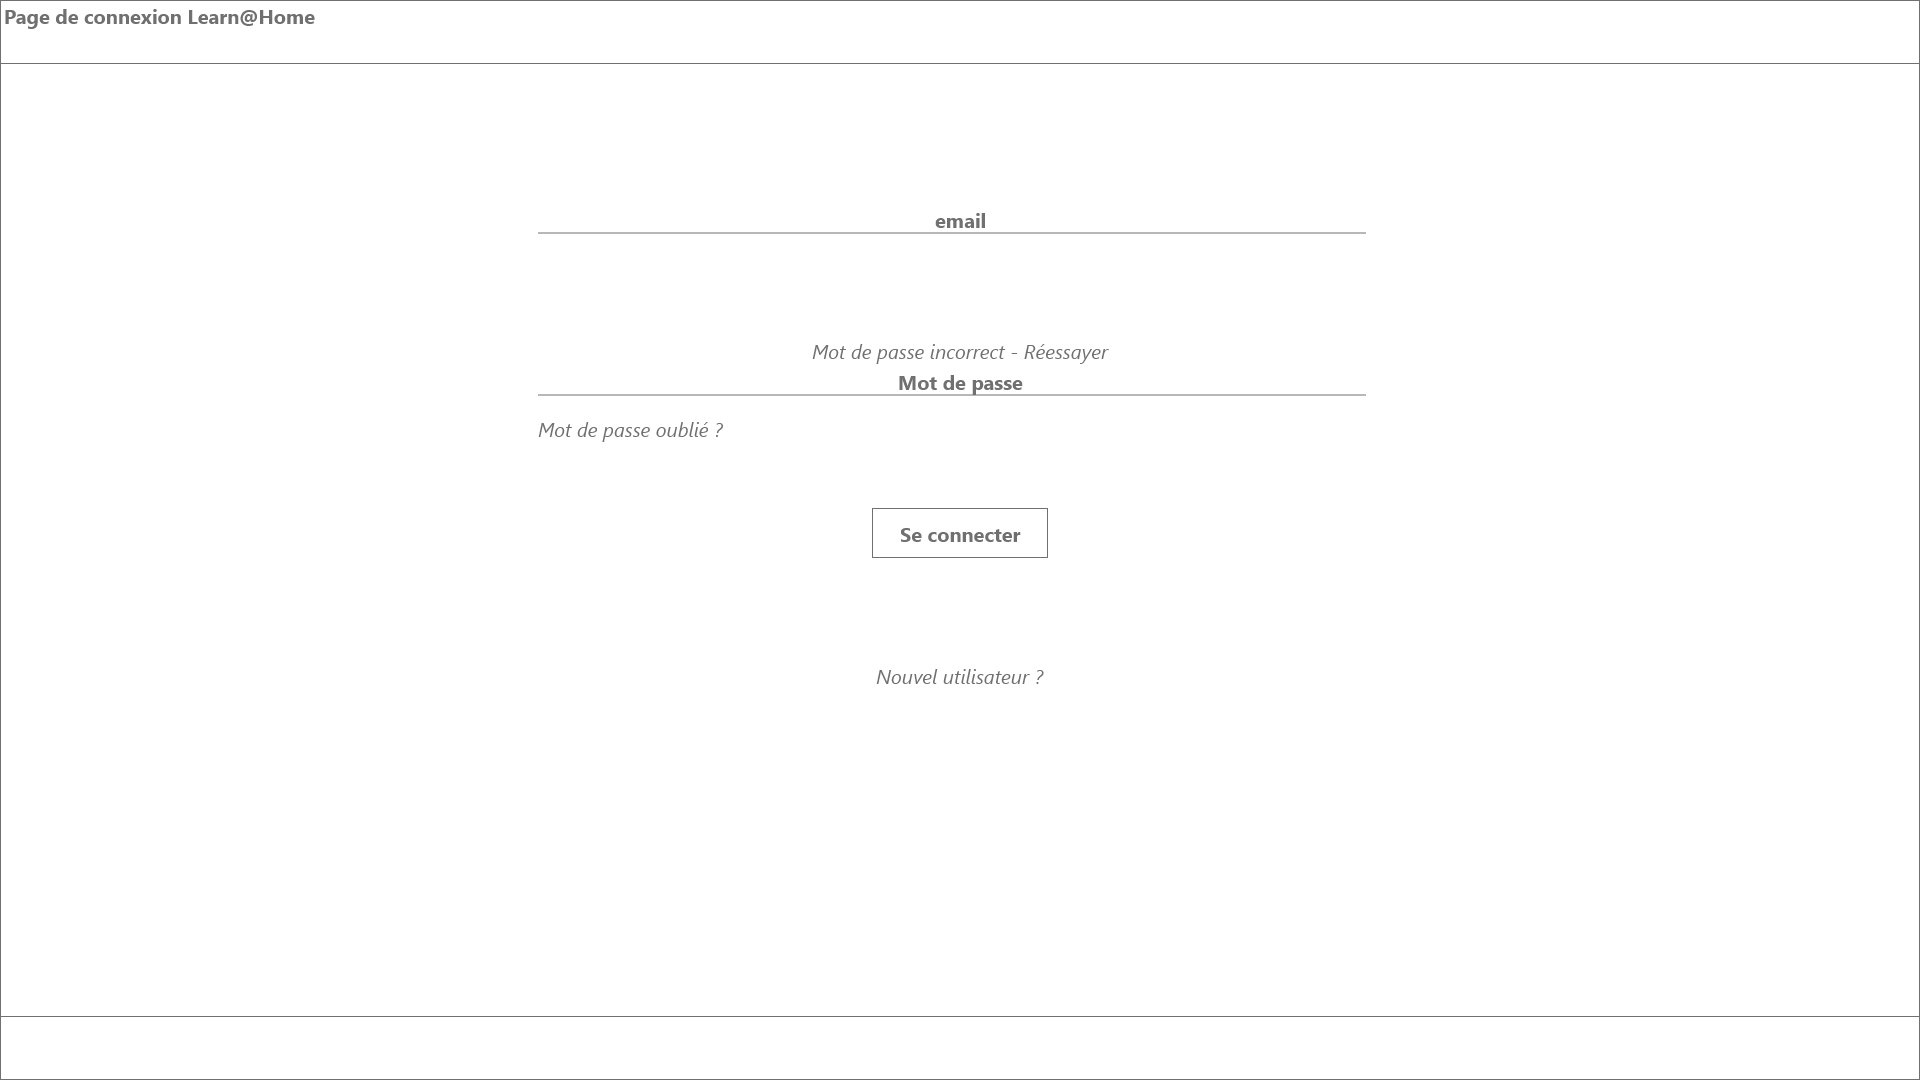 Page de connexion Learn@Home
email
Mot de passe incorrect - Réessayer
Mot de passe
Mot de passe oublié ?
Se connecter
Nouvel utilisateur ?